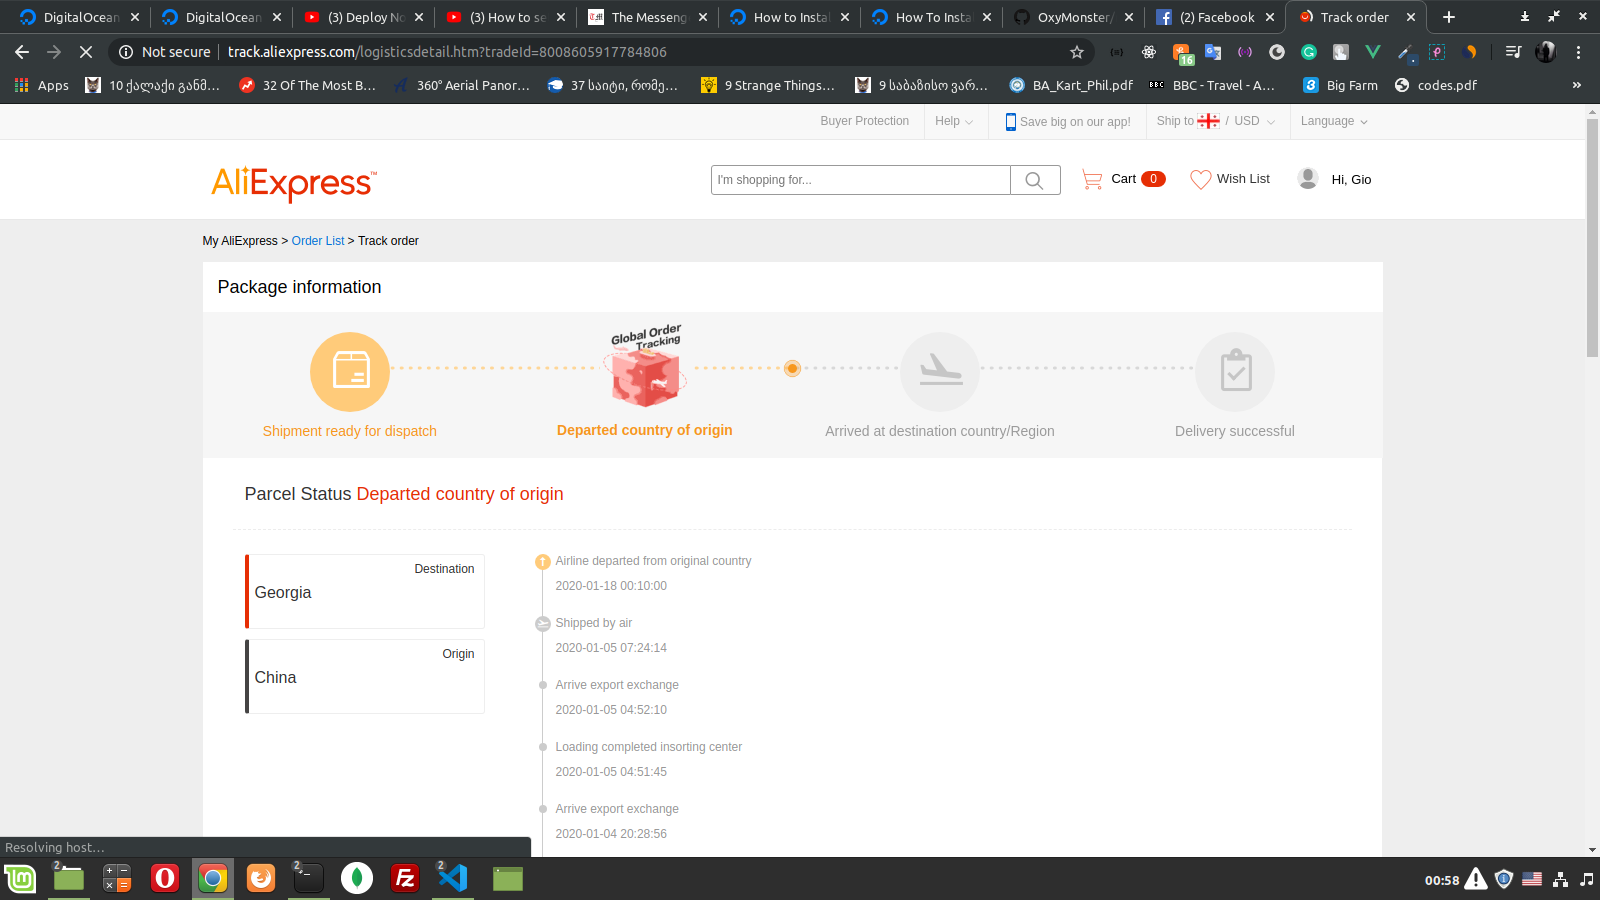 DigitalOcean
DigitalOcean
(3) Deploy No
(3) How to se
The Messeng
How to Instal
How To Insta
OxyMonster/
(2) Facebook
Track order
Not secure
track.aliexpress.com/logisticsdetail.htm?tradeId=8008605917784806
16
Apps
10 ქალაქი განმ...
32 Of The Most B...
360° Aerial Panor...
37 საიტი, რომე...
9 Strange Things...
9 საბაზისო ვარ...
BA_Kart_Phil.pdf
BBC
BBC - Travel - A...
Big Farm
codes.pdf
»
Buyer Protection
Help
Save big on our app!
Ship to / USD
Language
AliExpress™
I'm shopping for...
Cart 0
Wish List
Hi, Gio
My AliExpress > Order List > Track order
Package information
Global Order
Tracking
Shipment ready for dispatch
Departed country of origin
Arrived at destination country/Region
Delivery successful
Parcel Status Departed country of origin
Destination
Georgia
Origin
China
Airline departed from original country
2020-01-18 00:10:00
Shipped by air
2020-01-05 07:24:14
Arrive export exchange
2020-01-05 04:52:10
Loading completed insorting center
2020-01-05 04:51:45
Arrive export exchange
2020-01-04 20:28:56
Resolving host...
2
2
2
00:58